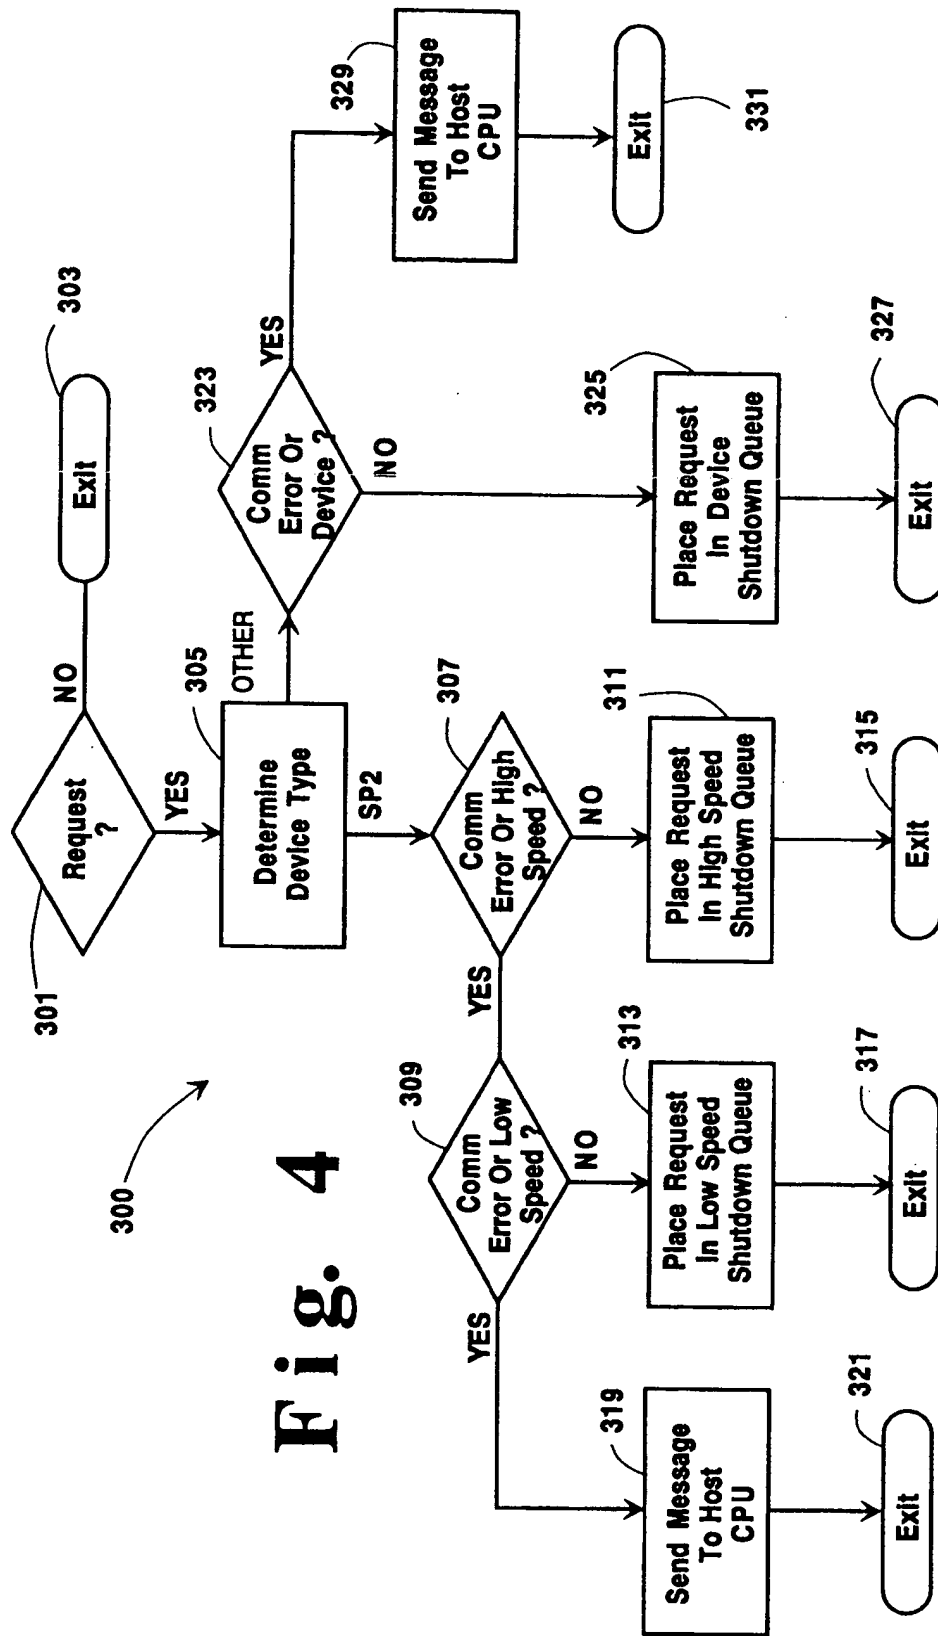 Fig. 4
300
301
Request
?
NO
Exit
303
YES
305
Determine
Device Type
OTHER
323
Comm
Error Or
Device ?
YES
329
Send Message
To Host
CPU
Exit
331
NO
325
Place Request
In Device
Shutdown Queue
Exit
327
SP2
307
Comm
Error Or High
Speed ?
NO
311
Place Request
In High Speed
Shutdown Queue
315
Exit
YES
309
Comm
Error Or Low
Speed ?
NO
313
Place Request
In Low Speed
Shutdown Queue
317
Exit
YES
319
Send Message
To Host
CPU
321
Exit